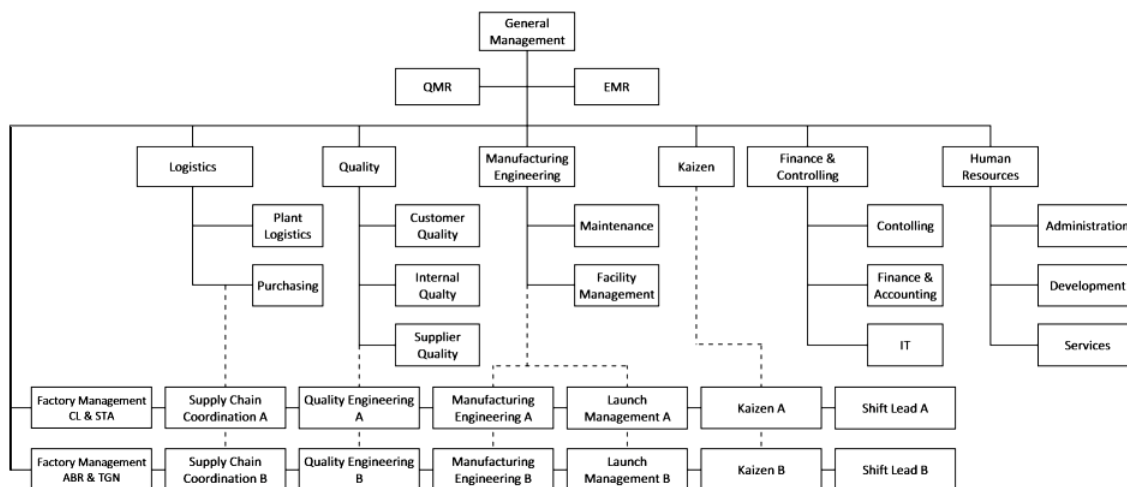 General
Management
QMR
EMR
Logistics
Quality
Manufacturing
Engineering
Kaizen
Finance &
Controlling
Human
Resources
Plant
Logistics
Customer
Quality
Maintenance
Contolling
Administration
Purchasing
Internal
Qualty
Facility
Management
Finance &
Accounting
Development
Supplier
Quality
IT
Services
Factory Management
CL & STA
Supply Chain
Coordination A
Quality Engineering
A
Manufacturing
Engineering A
Launch
Management A
Kaizen A
Shift Lead A
Factory Management
ABR & TGN
Supply Chain
Coordination B
Quality Engineering
B
Manufacturing
Engineering B
Launch
Management B
Kaizen B
Shift Lead B